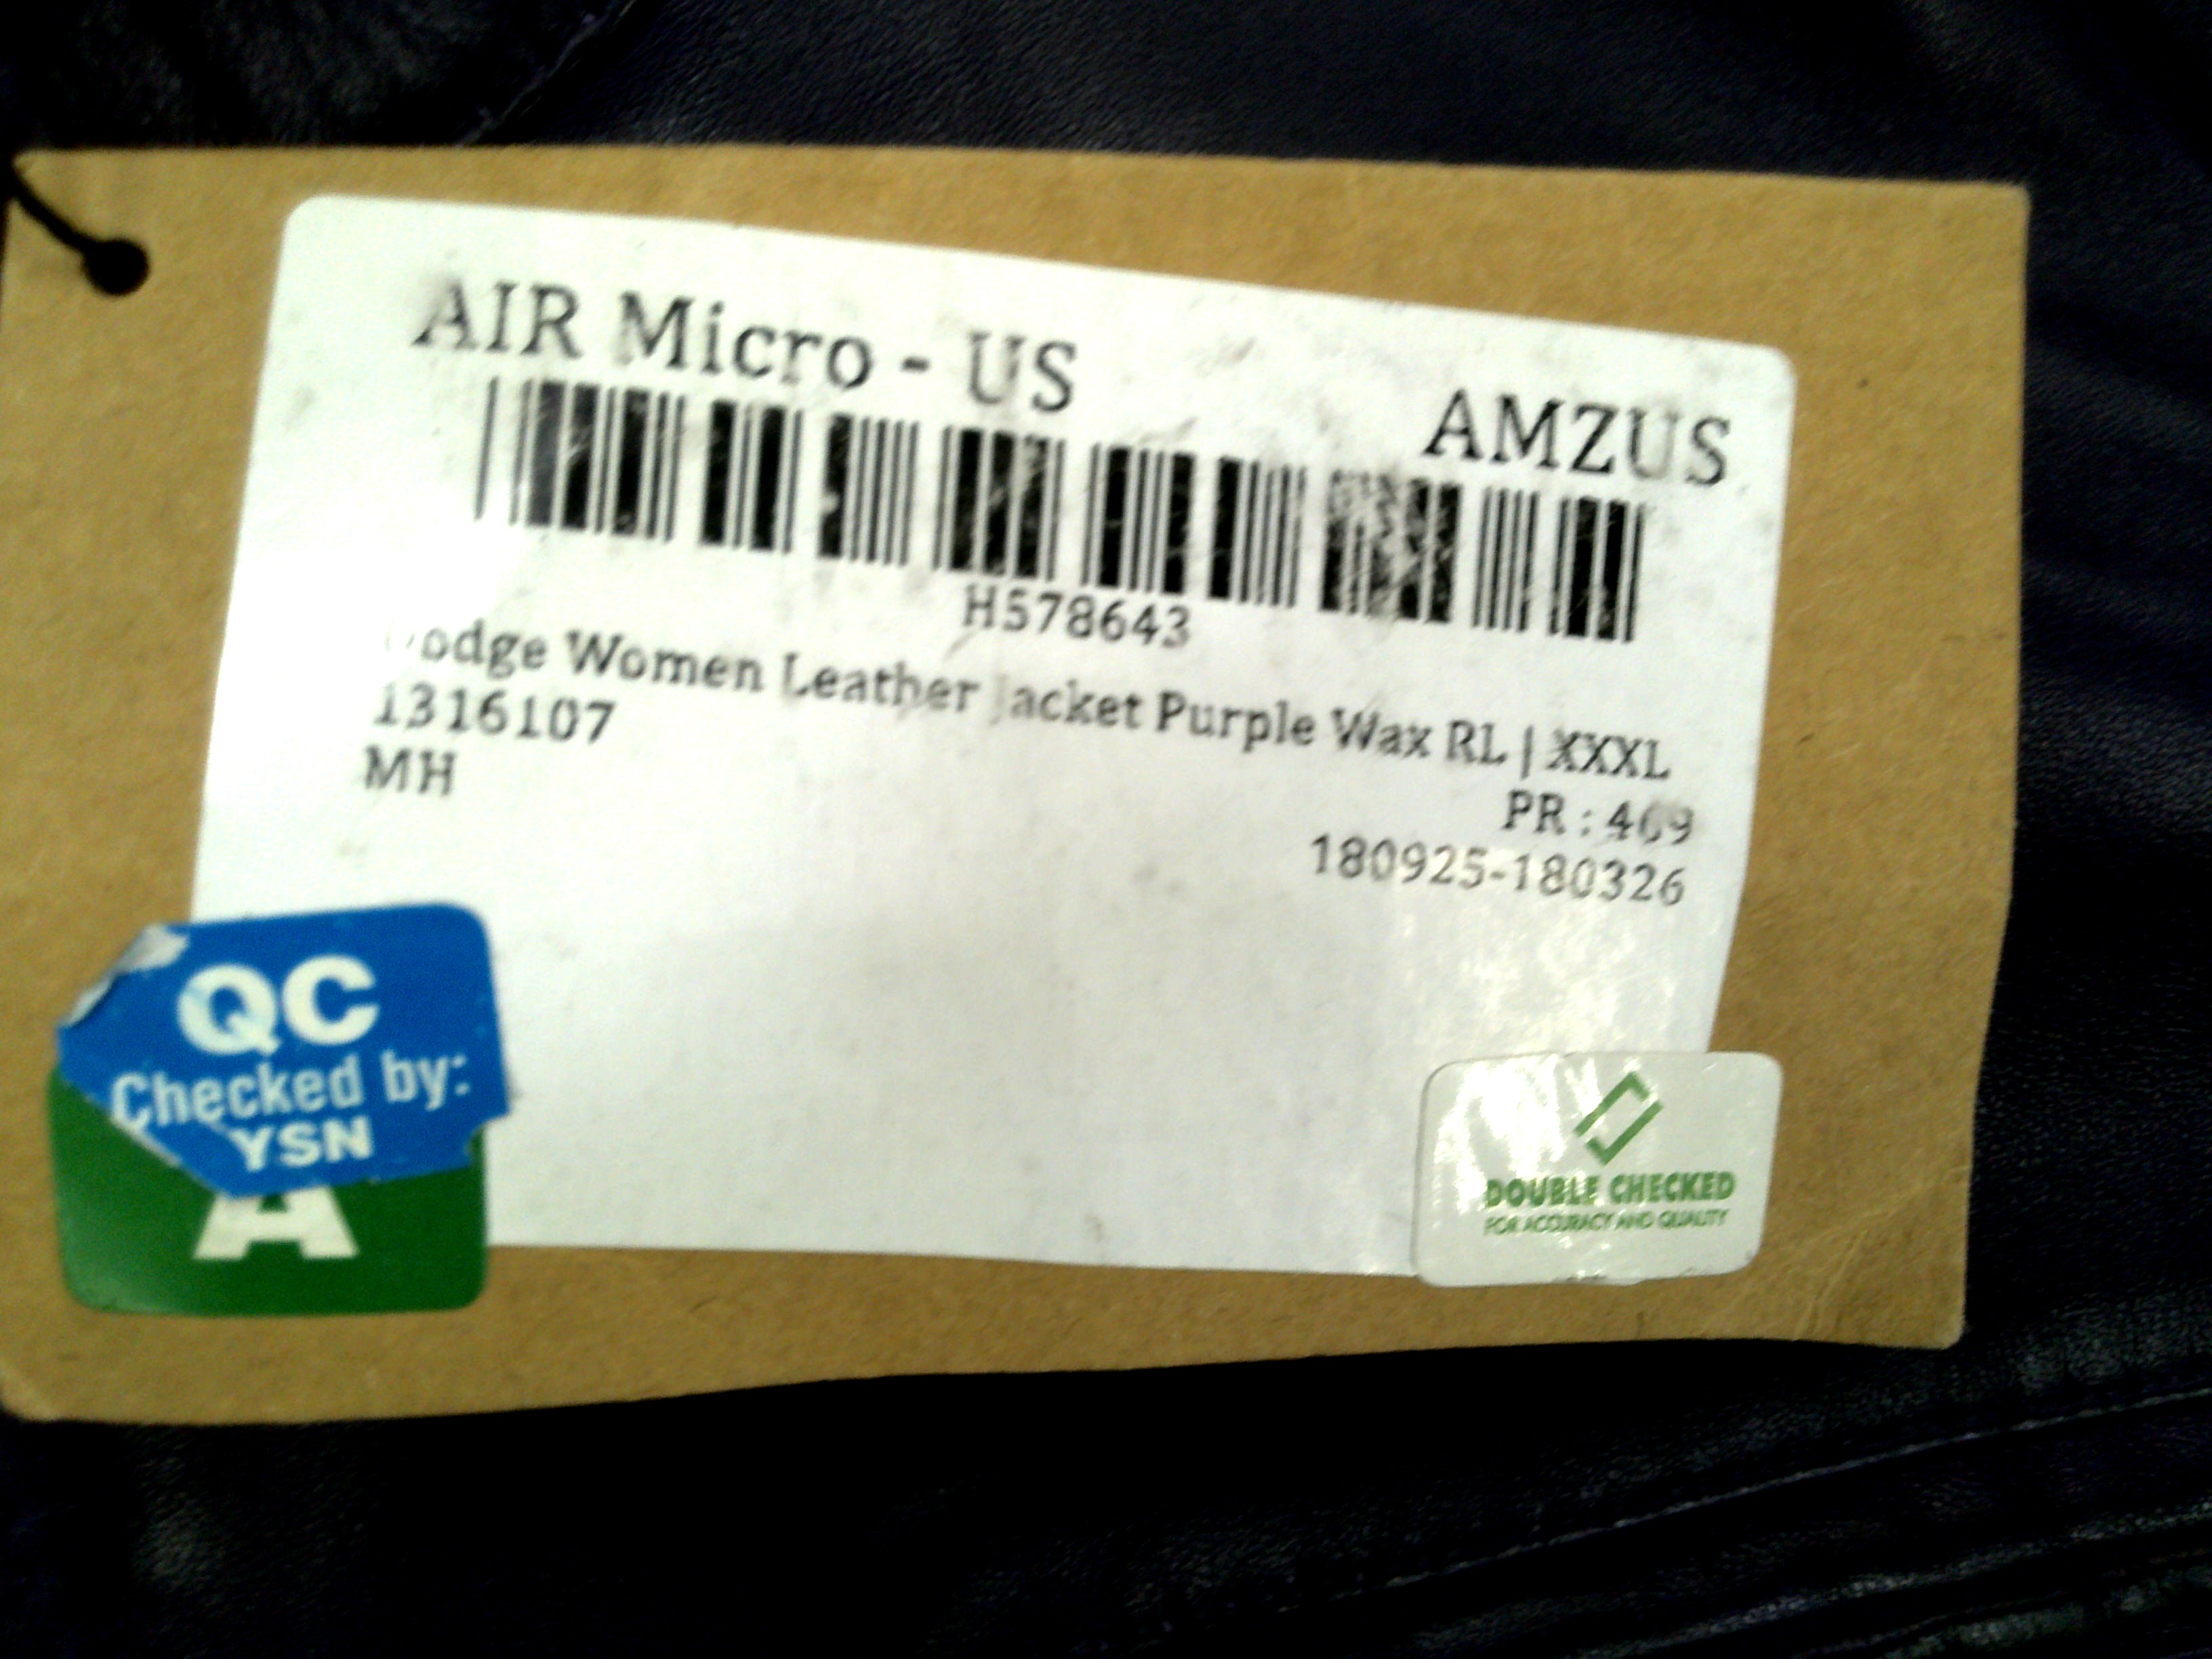 AIR Micro - US
AMZUS
H578643
Women Leather Jacket Purple Wax RL | XXXL
1316107
MH
PR : 469
180925-180326
QC
Checked by:
YSN
A
DOUBLE CHECKED
FOR ACCURACY AND QUALITY